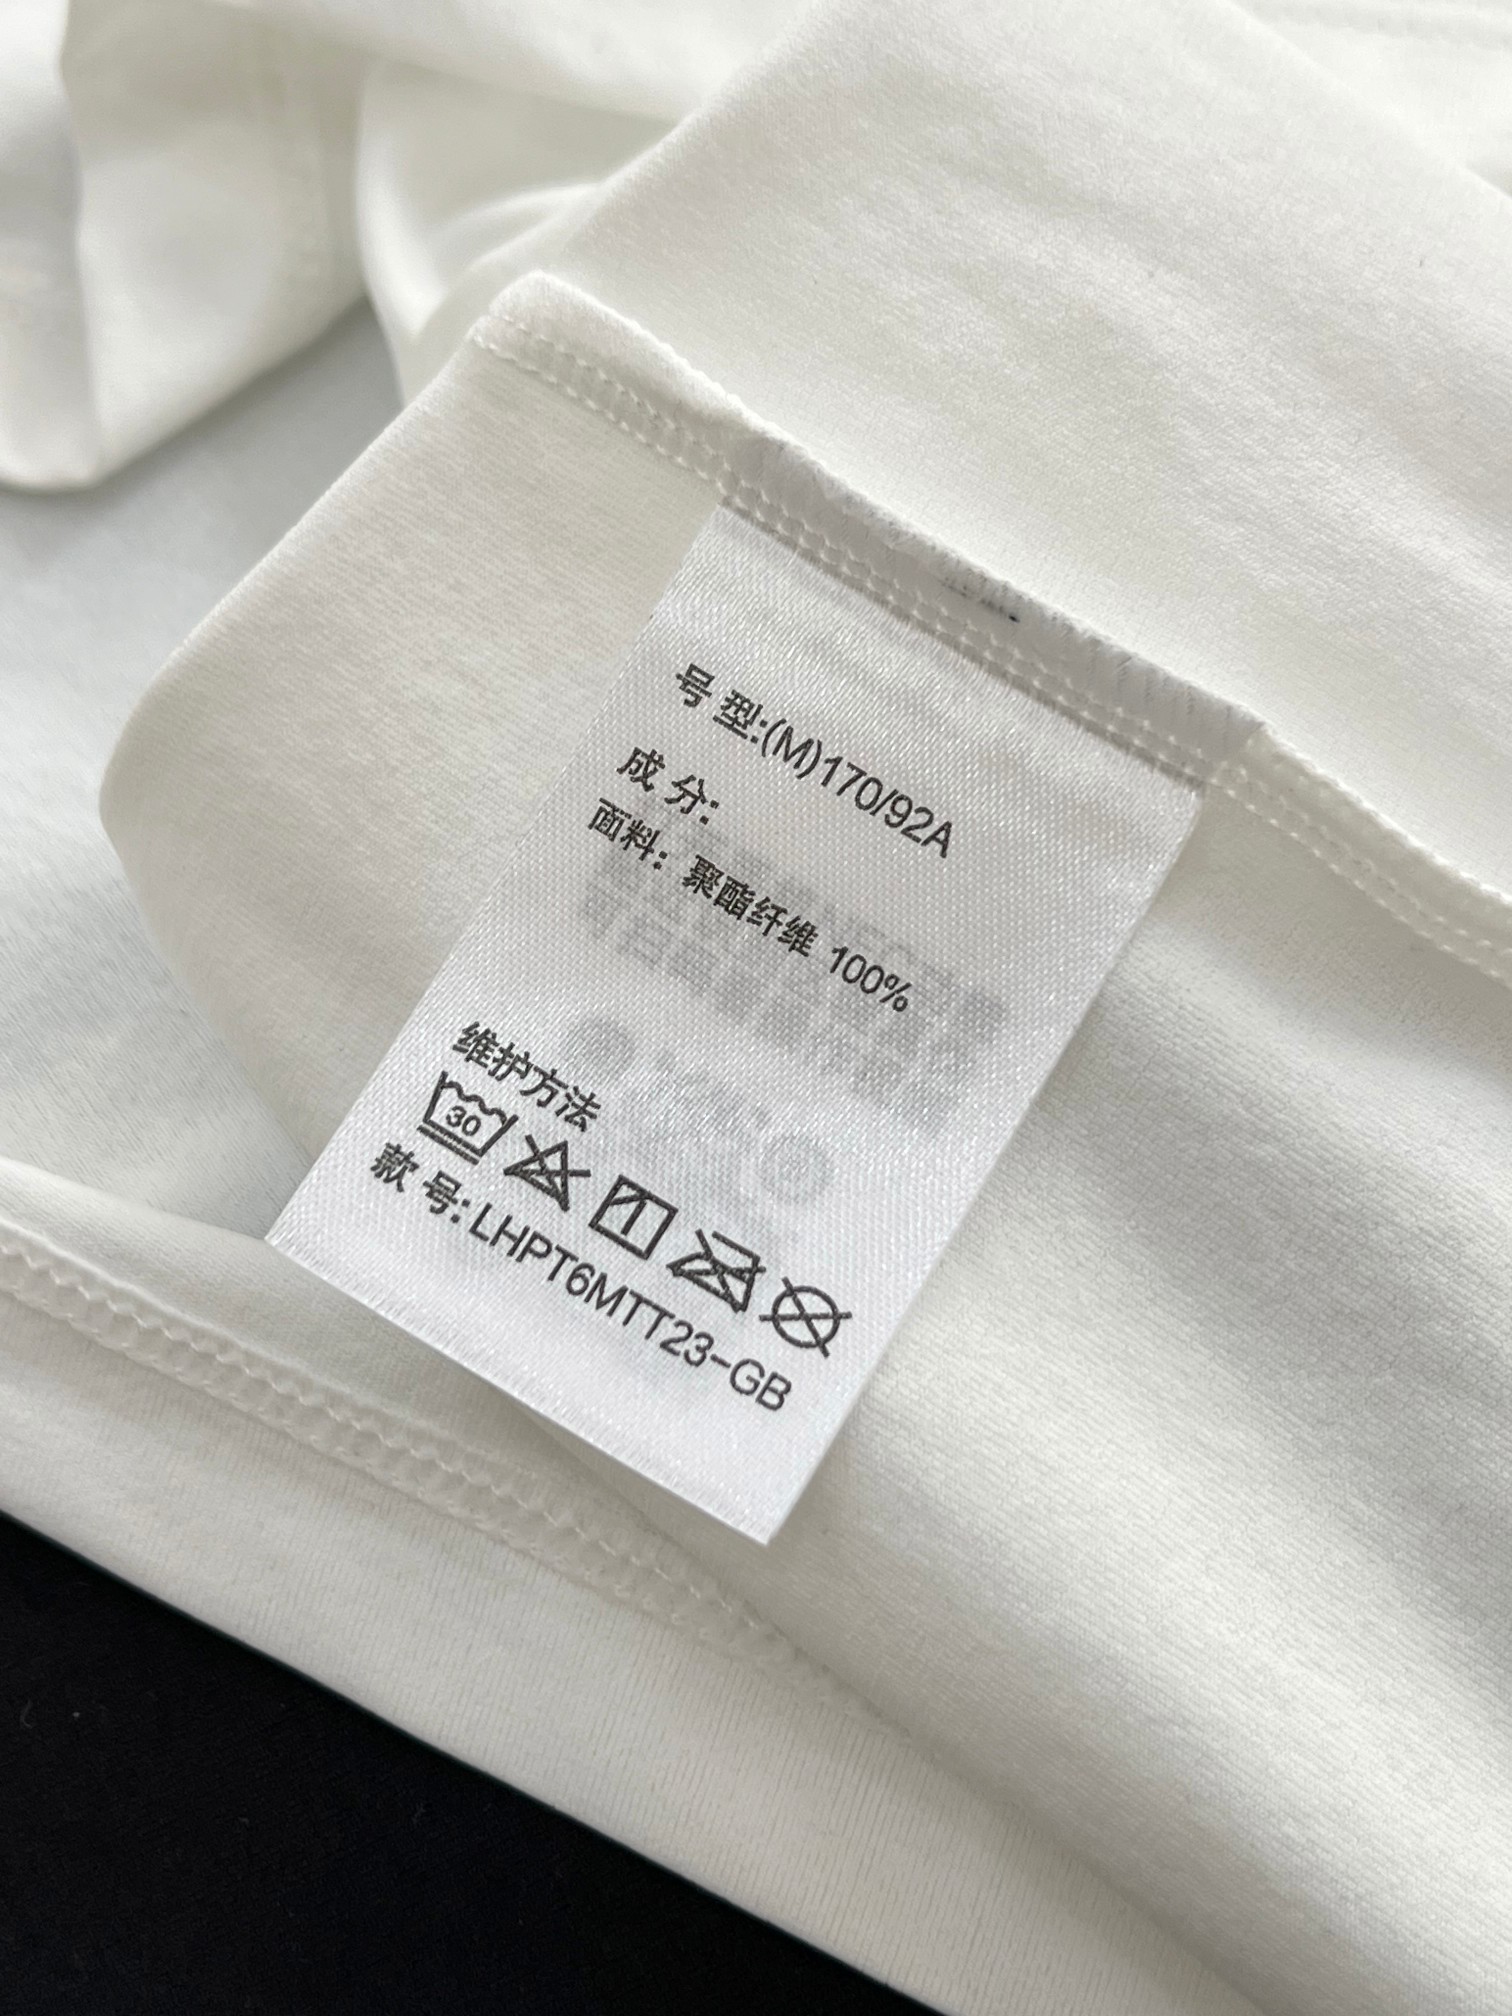 号 型:(M)170/92A
成 分:
面料: 聚酯纤维 100%
维护方法
30
款 号:LHPT6MTT23-GB